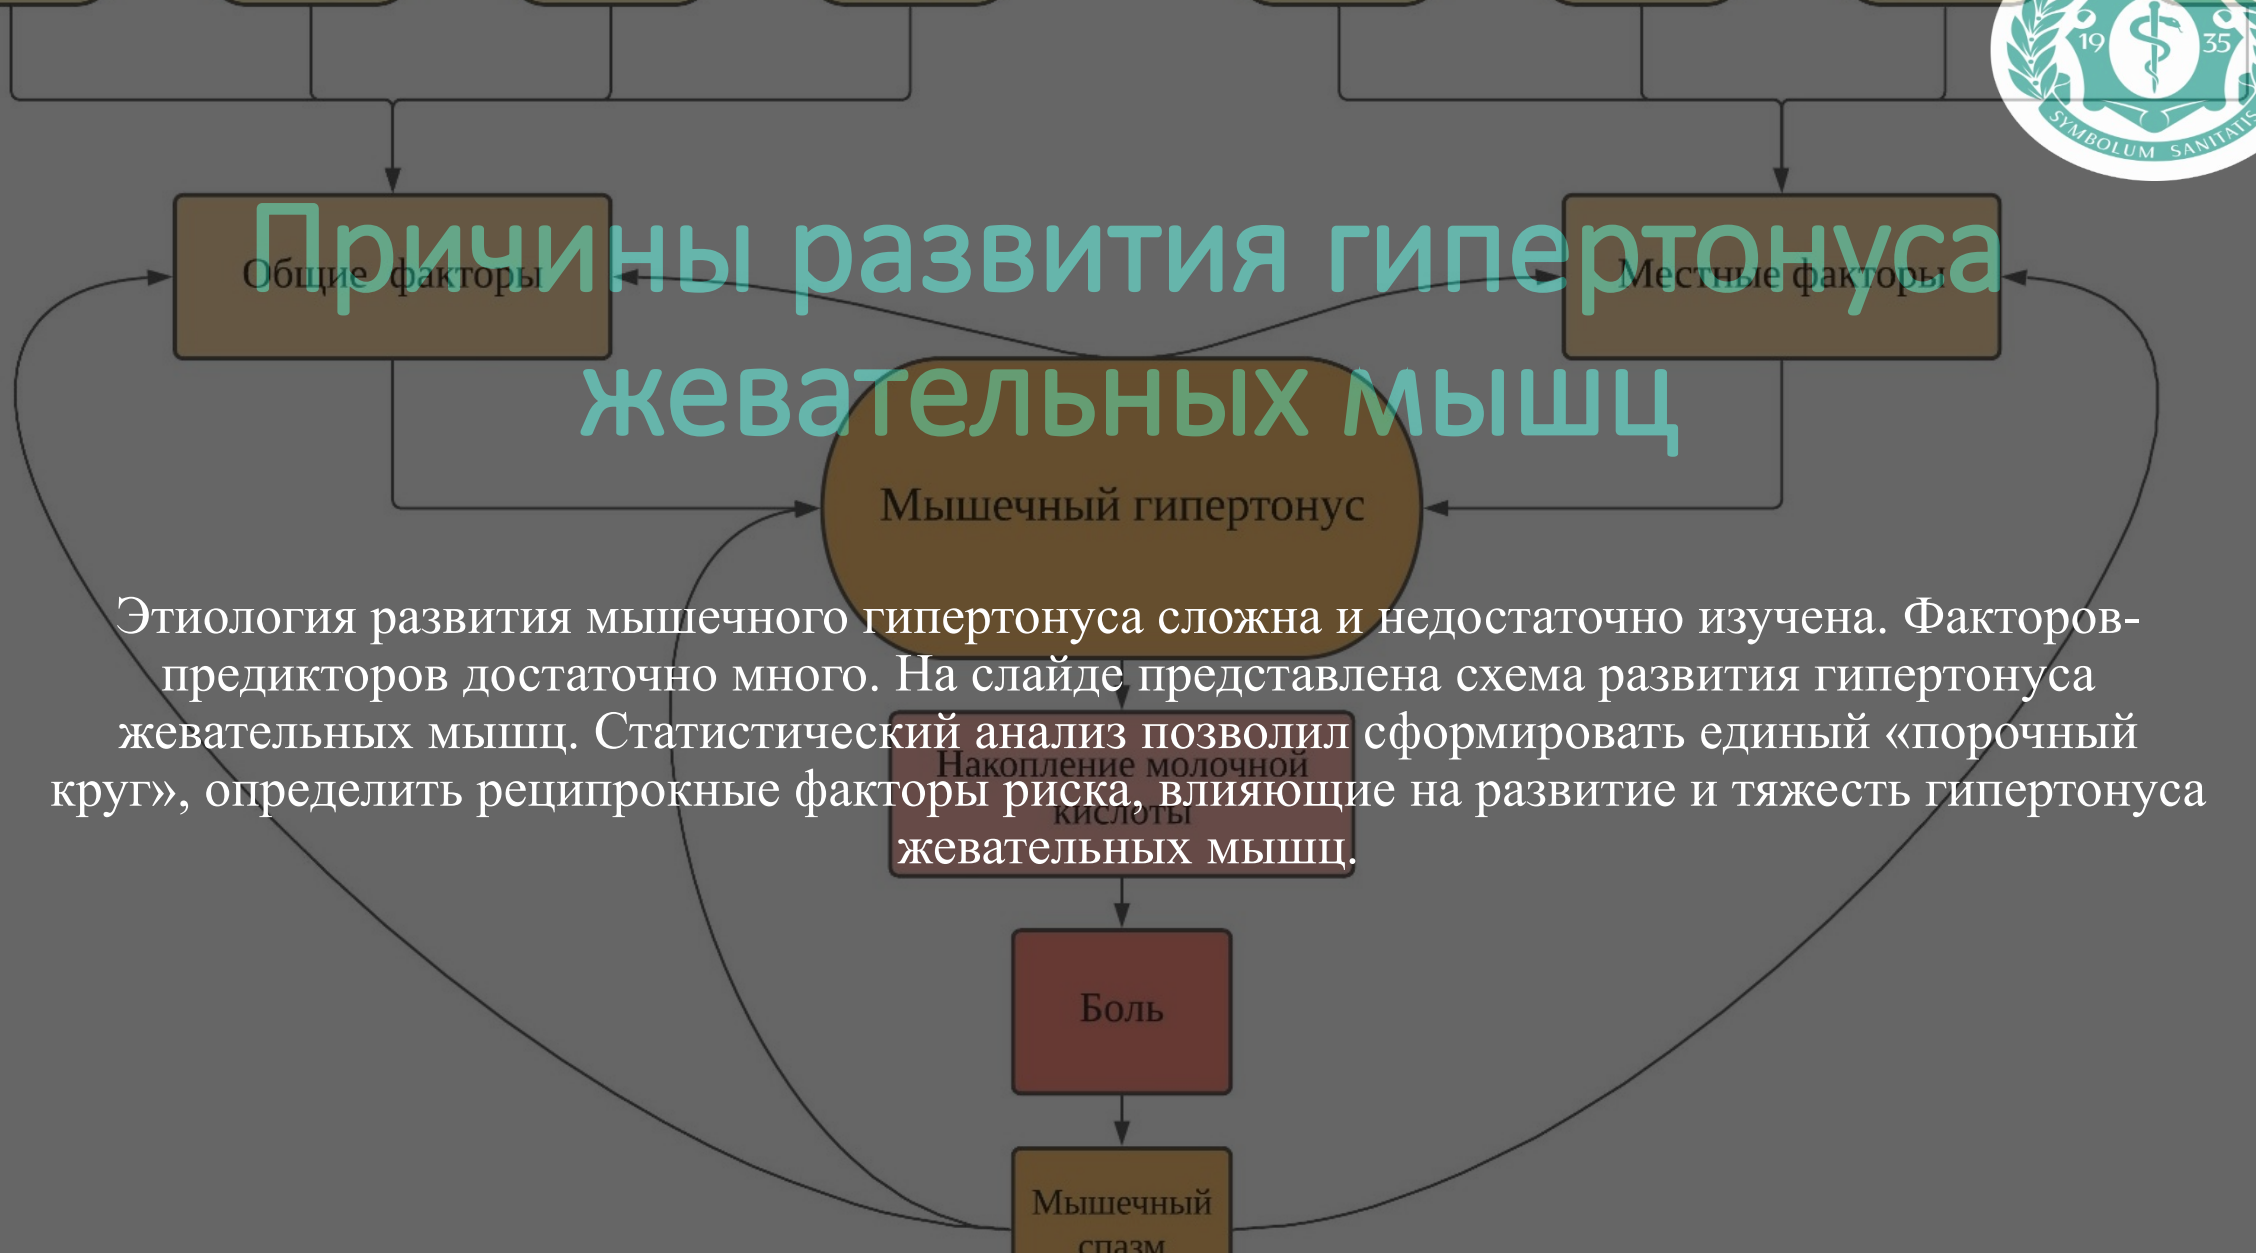 19 35
SYMBOLUM SANITATIS
Причины развития гипертонуса
Общие факторы
Местные факторы
жевательных мышц
Мышечный гипертонус
Этиология развития мышечного гипертонуса сложна и недостаточно изучена. Факторов-
предикторов достаточно много. На слайде представлена схема развития гипертонуса
жевательных мышц. Статистический анализ позволил сформировать единый «порочный
Накопление молочной
круг», определить реципрокные факторы риска, влияющие на развитие и тяжесть гипертонуса
кислоты
жевательных мышц.
Боль
Мышечный
спазм